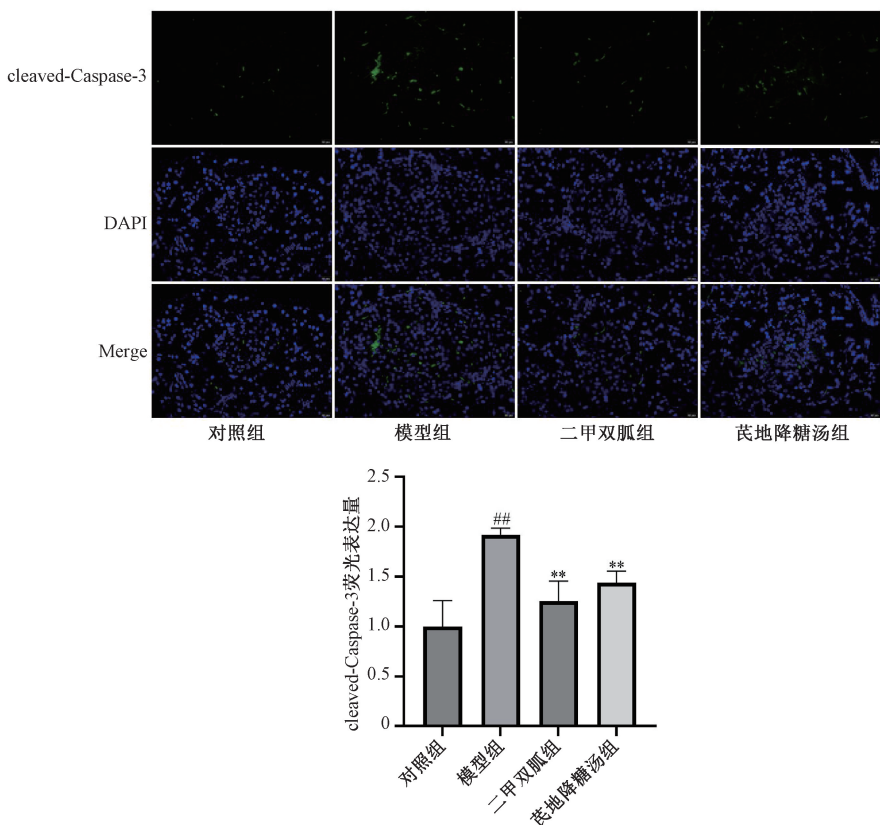 cleaved-Caspase-3
DAPI
Merge
对照组 模型组 二甲双胍组 芪地降糖汤组
cleaved-Caspase-3荧光表达量
2.5
2.0
1.5
1.0
0.5
0
##
**
**
对照组
模型组
二甲双胍组
芪地降糖汤组